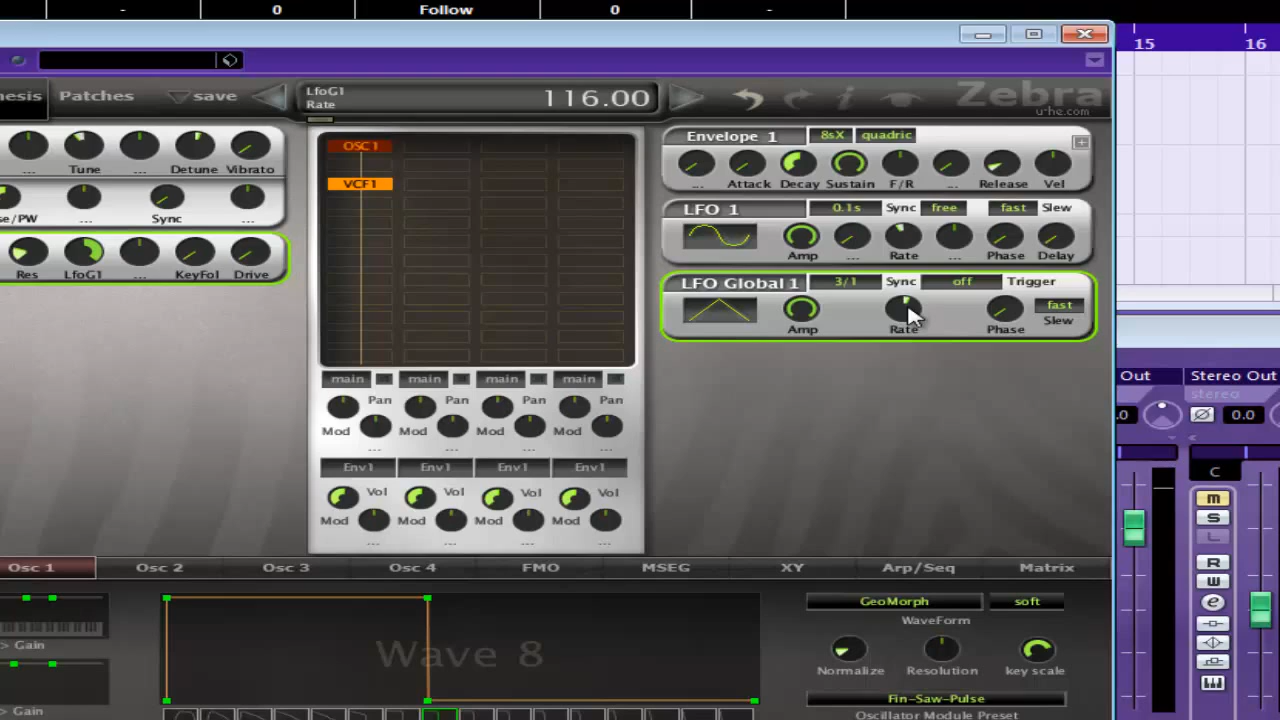 - 0 Follow 0 -
15 16
nesis Patches save LfoG1 Rate 116.00 Zebra
u-he.com
OSC1
VCF1
... Tune ... Detune Vibrato
se/PW ... Sync ...
Res LfoG1 ... KeyFol Drive
Envelope 1 8sX quadric
... Attack Decay Sustain F/R ... Release Vel
LFO 1 0.1s Sync free fast Slew
Amp ... Rate ... Phase Delay
LFO Global 1 3/1 Sync off Trigger
fast
Amp Rate Phase Slew
main main main main
Pan Pan Pan Pan
Mod Mod Mod Mod
... ... ... ...
Env1 Env1 Env1 Env1
Vol Vol Vol Vol
Mod Mod Mod Mod
... ... ... ...
Out Stereo Out
stereo
.0 0.0
C
m
S
L
R
W
e
Osc 1 Osc 2 Osc 3 Osc 4 FMO MSEG XY Arp/Seq Matrix
> Gain
> Gain
Wave 8
GeoMorph soft
WaveForm
Normalize Resolution key scale
Fin-Saw-Pulse
Oscillator Module Preset